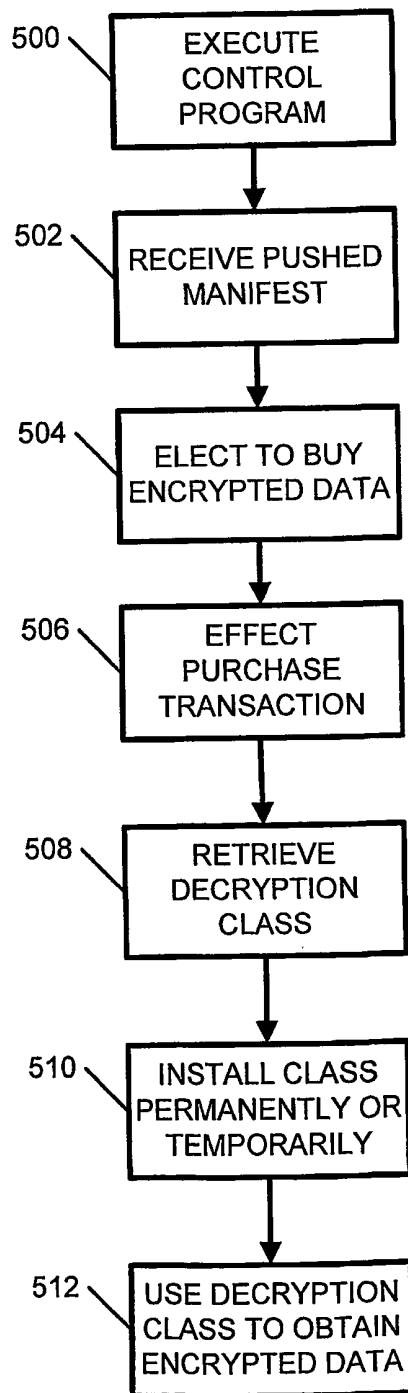 500
EXECUTE
CONTROL
PROGRAM
502
RECEIVE PUSHED
MANIFEST
504
ELECT TO BUY
ENCRYPTED DATA
506
EFFECT
PURCHASE
TRANSACTION
508
RETRIEVE
DECRYPTION
CLASS
510
INSTALL CLASS
PERMANENTLY OR
TEMPORARILY
512
USE DECRYPTION
CLASS TO OBTAIN
ENCRYPTED DATA